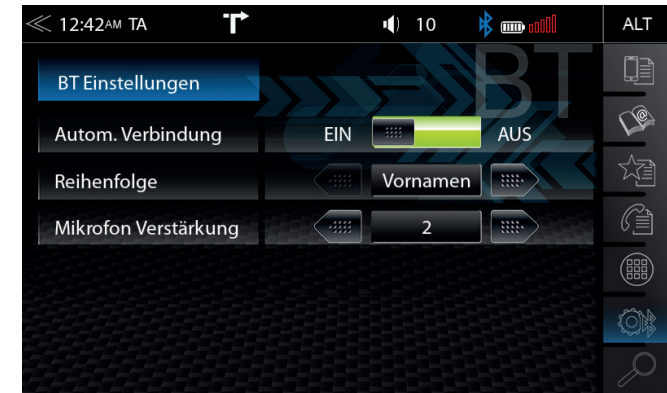 12:42AM TA 10 ALT
BT
BT Einstellungen
Autom. Verbindung EIN AUS
Reihenfolge Vornamen
Mikrofon Verstärkung 2